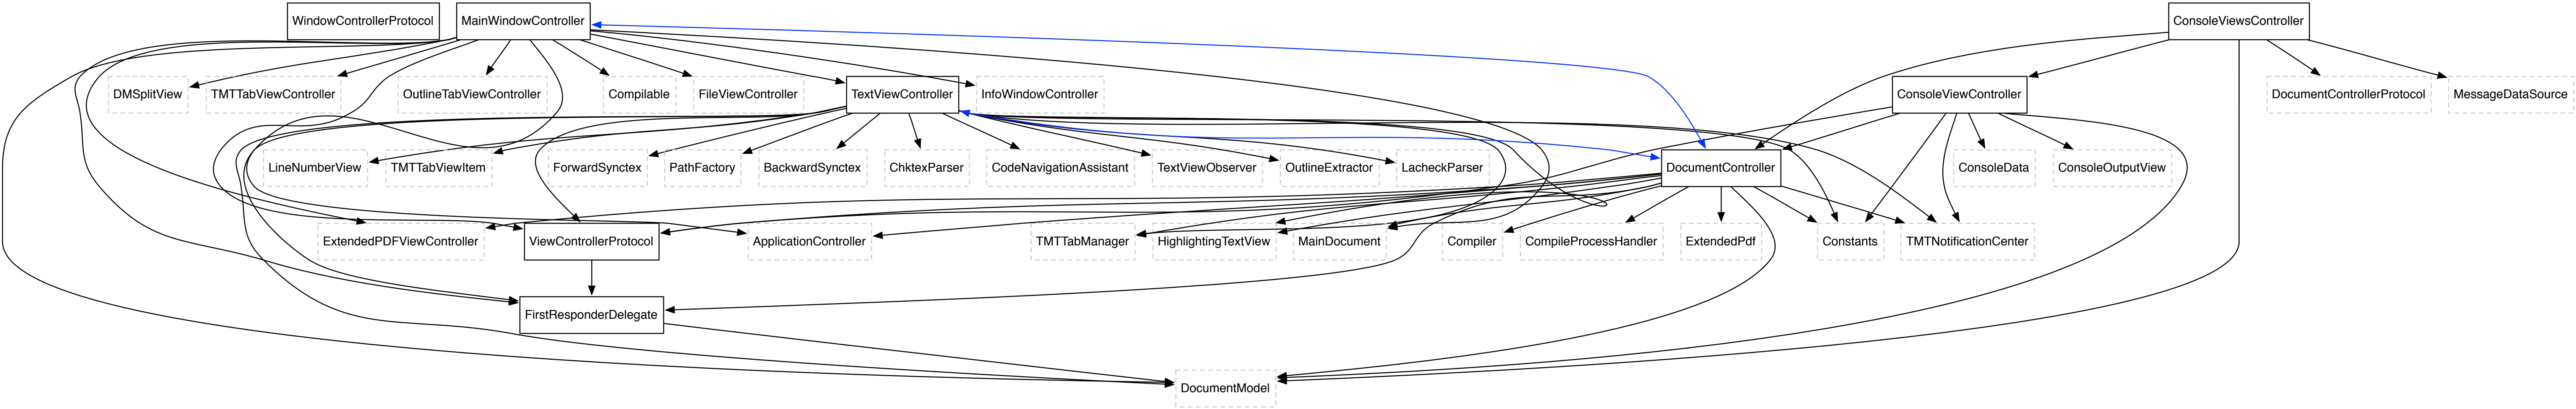 WindowControllerProtocol
MainWindowController
ConsoleViewsController
DMSplitView
TMTTabViewController
OutlineTabViewController
Compilable
FileViewController
TextViewController
InfoWindowController
ConsoleViewController
DocumentControllerProtocol
MessageDataSource
LineNumberView
TMTTabViewItem
ForwardSynctex
PathFactory
BackwardSynctex
ChktexParser
CodeNavigationAssistant
TextViewObserver
OutlineExtractor
LacheckParser
DocumentController
ConsoleData
ConsoleOutputView
ExtendedPDFViewController
ViewControllerProtocol
ApplicationController
TMTTabManager
HighlightingTextView
MainDocument
Compiler
CompileProcessHandler
ExtendedPdf
Constants
TMTNotificationCenter
FirstResponderDelegate
DocumentModel